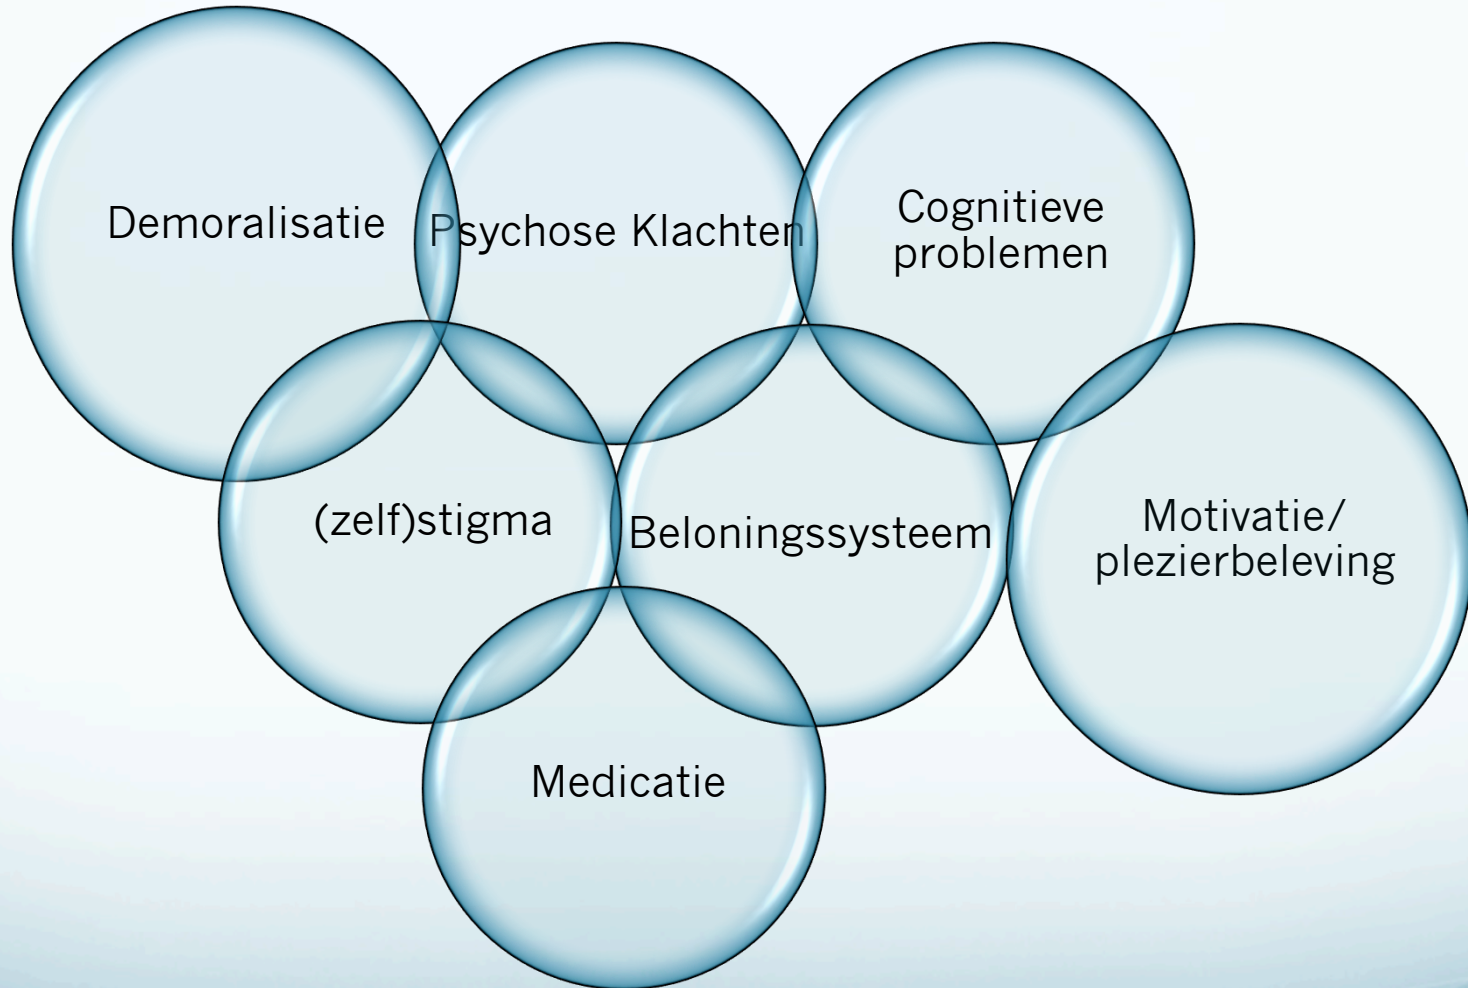 Demoralisatie
Psychose Klachten
Cognitieve
problemen
(zelf)stigma
Beloningssysteem
Motivatie/
plezierbeleving
Medicatie